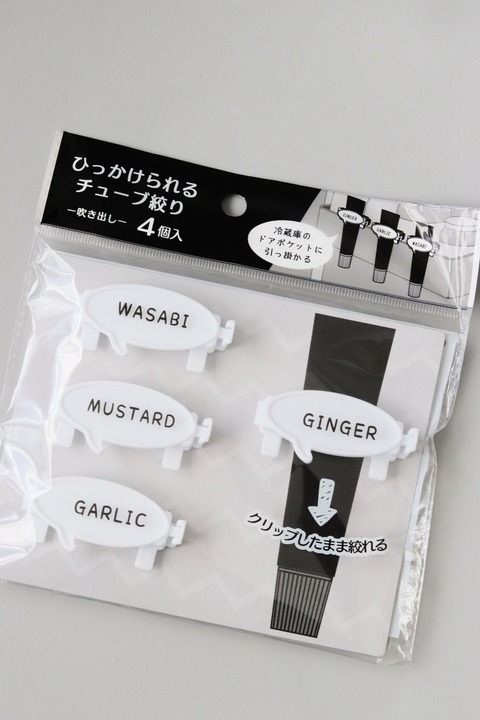 ひっかけられる
チューブ絞り
ー吹き出しー 4個入
冷蔵庫の
ドアポケットに
引っ掛かる
GINGER
GARLIC
WASABI
WASABI
MUSTARD
GINGER
GARLIC
クリップしたまま絞れる